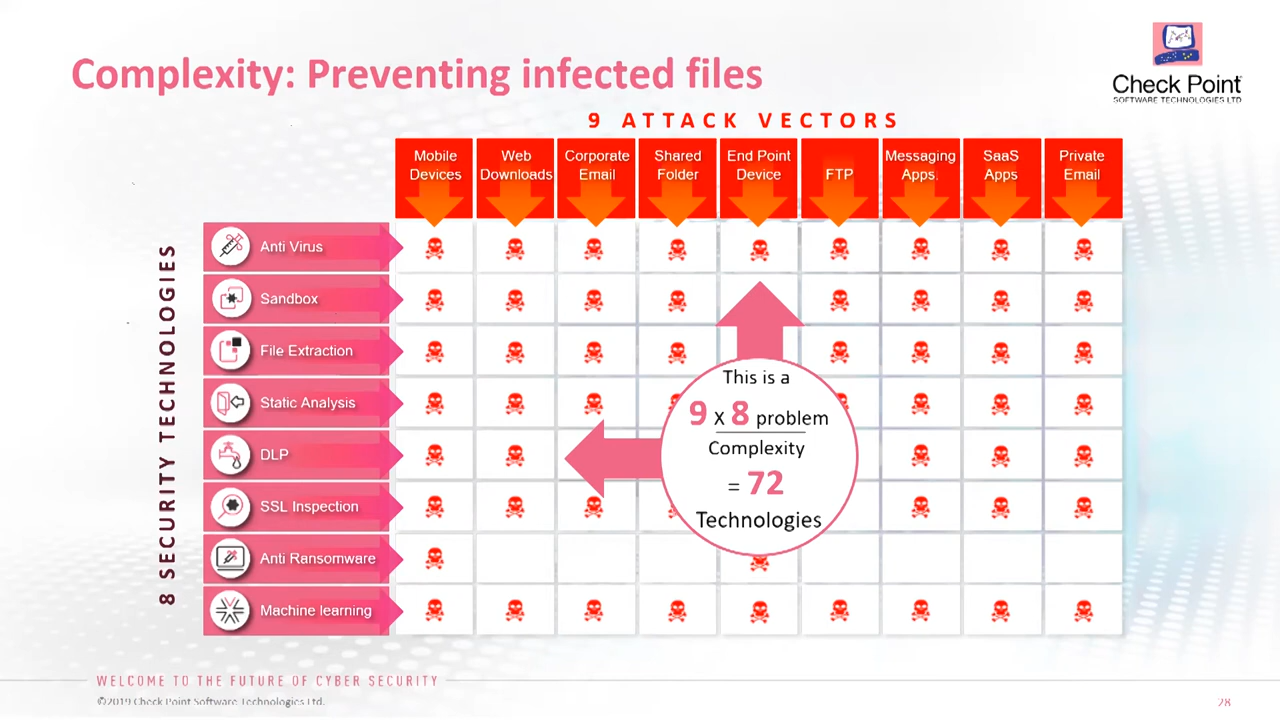 Complexity: Preventing infected files
Check Point
SOFTWARE TECHNOLOGIES LTD
9 ATTACK VECTORS
Mobile
Devices
Web
Downloads
Corporate
Email
Shared
Folder
End Point
Device
FTP
Messaging
Apps.
SaaS
Apps
Private
Email
8 SECURITY TECHNOLOGIES
Anti Virus
Sandbox
File Extraction
Static Analysis
DLP
SSL Inspection
Anti Ransomware
Machine learning
This is a
9 X 8 problem
Complexity
= 72
Technologies
WELCOME TO THE FUTURE OF CYBER SECURITY
©2019 Check Point Software Technologies Ltd.
28